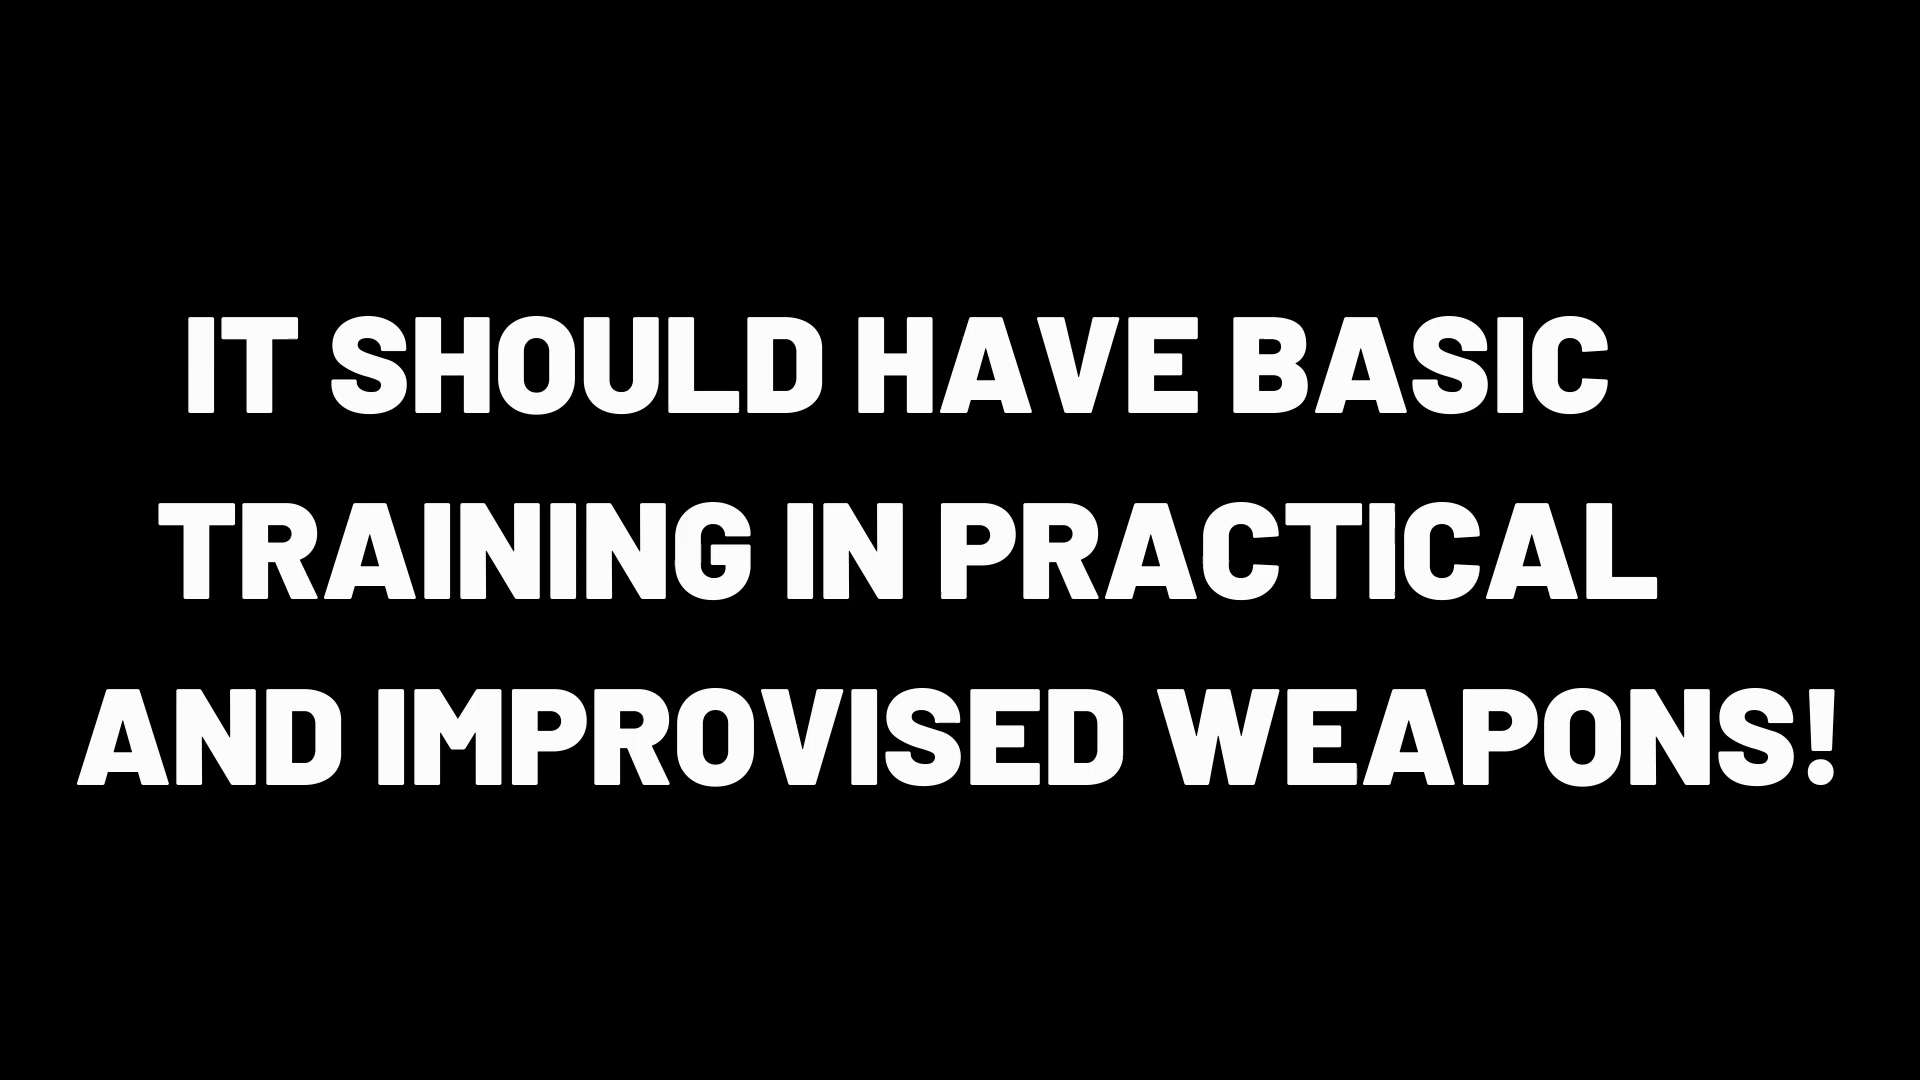 IT SHOULD HAVE BASIC
TRAINING IN PRACTICAL
AND IMPROVISED WEAPONS!